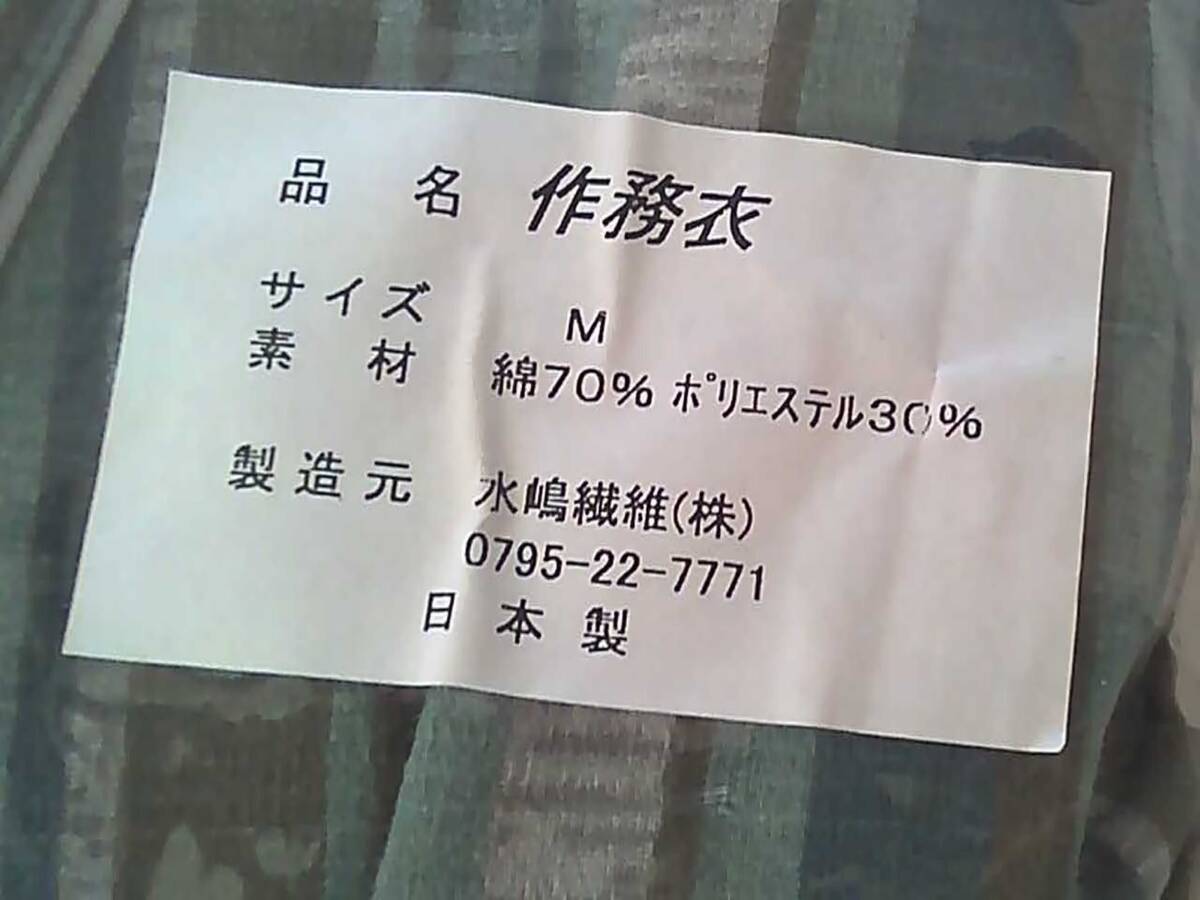 品名 作務衣
サイズ M
素材 綿70% ポリエステル30%
製造元 水嶋繊維(株)
0795-22-7771
日本製